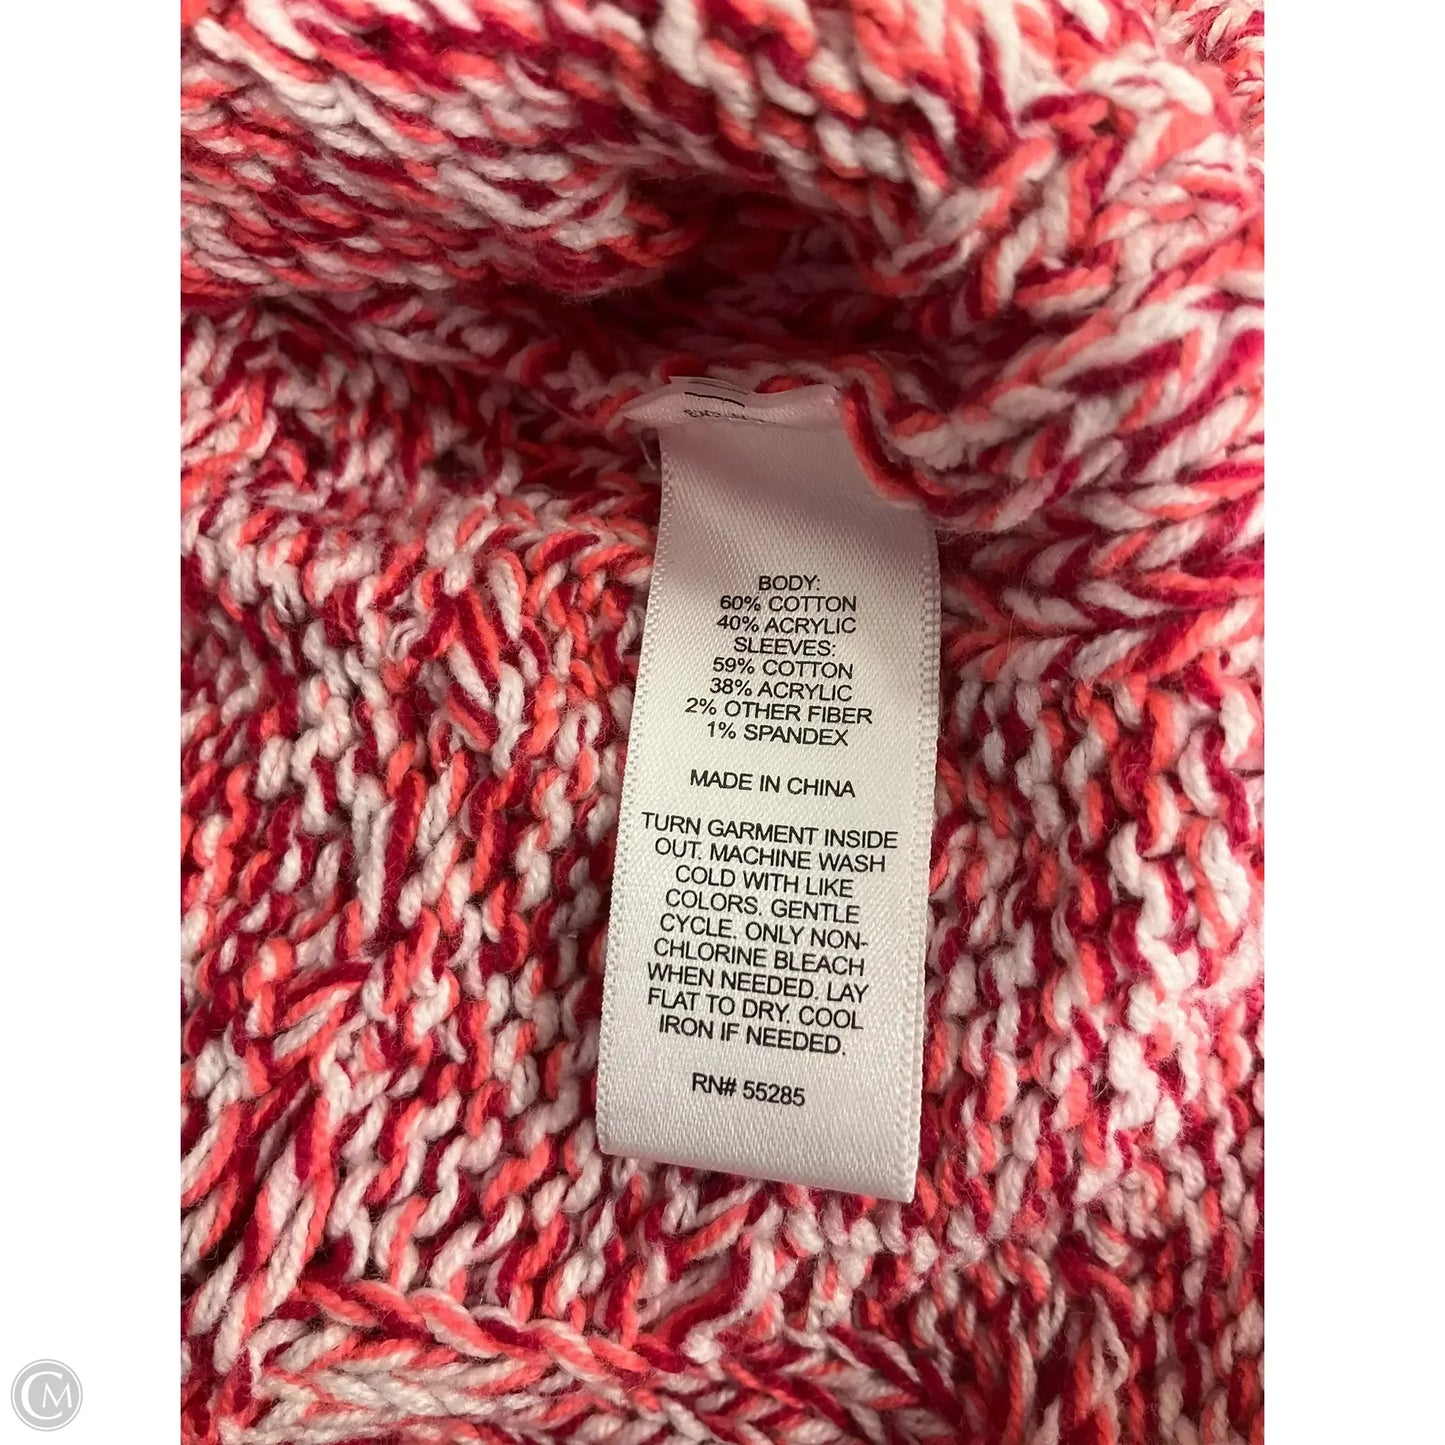 BODY:
60% COTTON
40% ACRYLIC
SLEEVES:
59% COTTON
38% ACRYLIC
2% OTHER FIBER
1% SPANDEX
MADE IN CHINA
TURN GARMENT INSIDE
OUT. MACHINE WASH
COLD WITH LIKE
COLORS. GENTLE
CYCLE. ONLY NON-
CHLORINE BLEACH
WHEN NEEDED. LAY
FLAT TO DRY. COOL
IRON IF NEEDED.
RN# 55285
CM